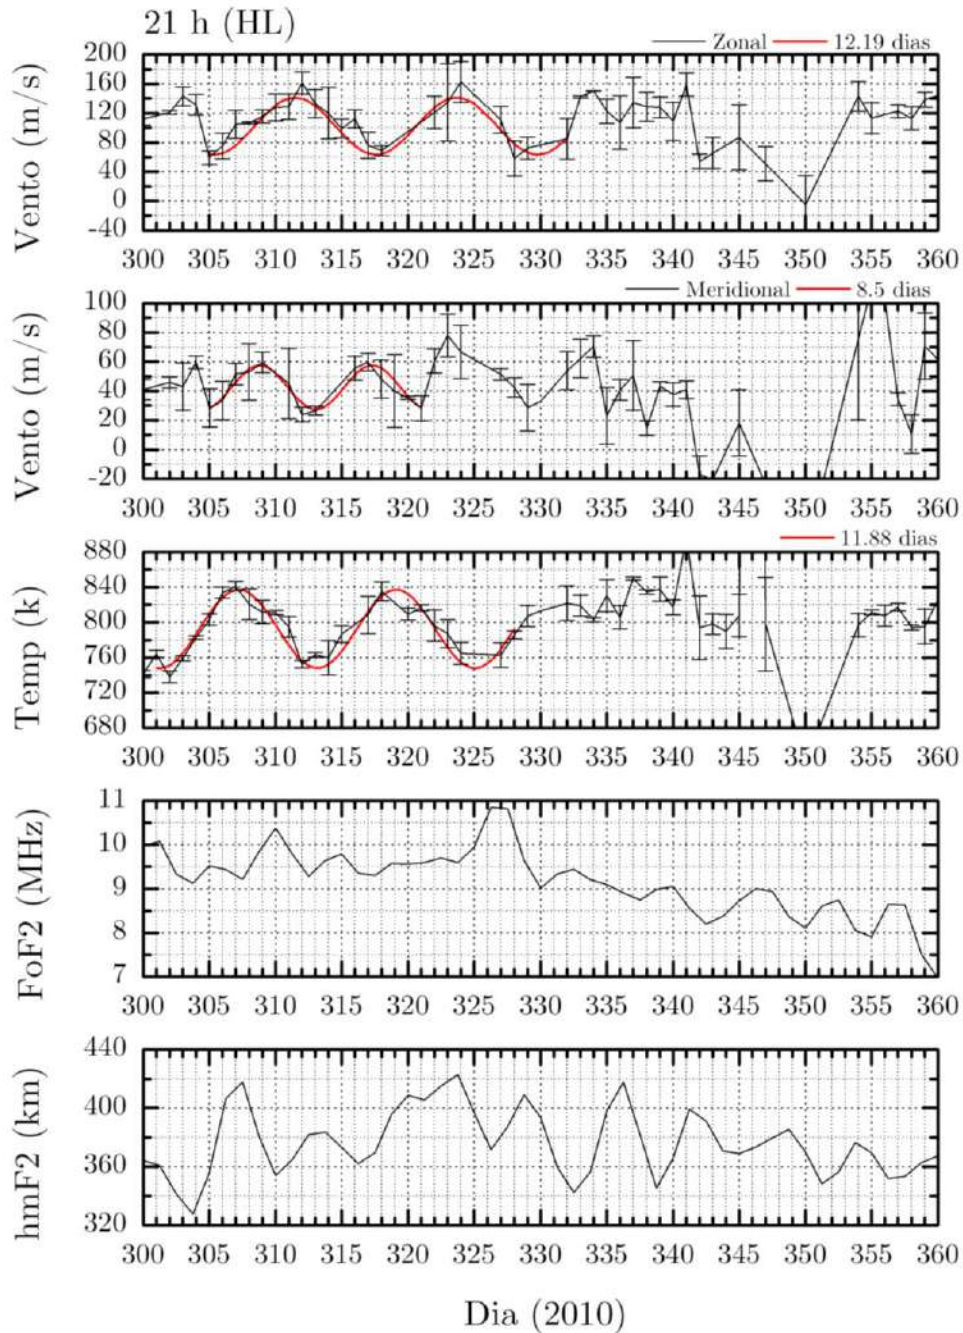 21 h (HL)
Zonal 12.19 dias
Vento (m/s)
200
160
120
80
40
0
-40
300 305 310 315 320 325 330 335 340 345 350 355 360
Meridional 8.5 dias
Vento (m/s)
100
80
60
40
20
0
-20
300 305 310 315 320 325 330 335 340 345 350 355 360
11.88 dias
Temp (k)
880
840
800
760
720
680
300 305 310 315 320 325 330 335 340 345 350 355 360
FoF2 (MHz)
11
10
9
8
7
300 305 310 315 320 325 330 335 340 345 350 355 360
hmF2 (km)
440
400
360
320
300 305 310 315 320 325 330 335 340 345 350 355 360
Dia (2010)